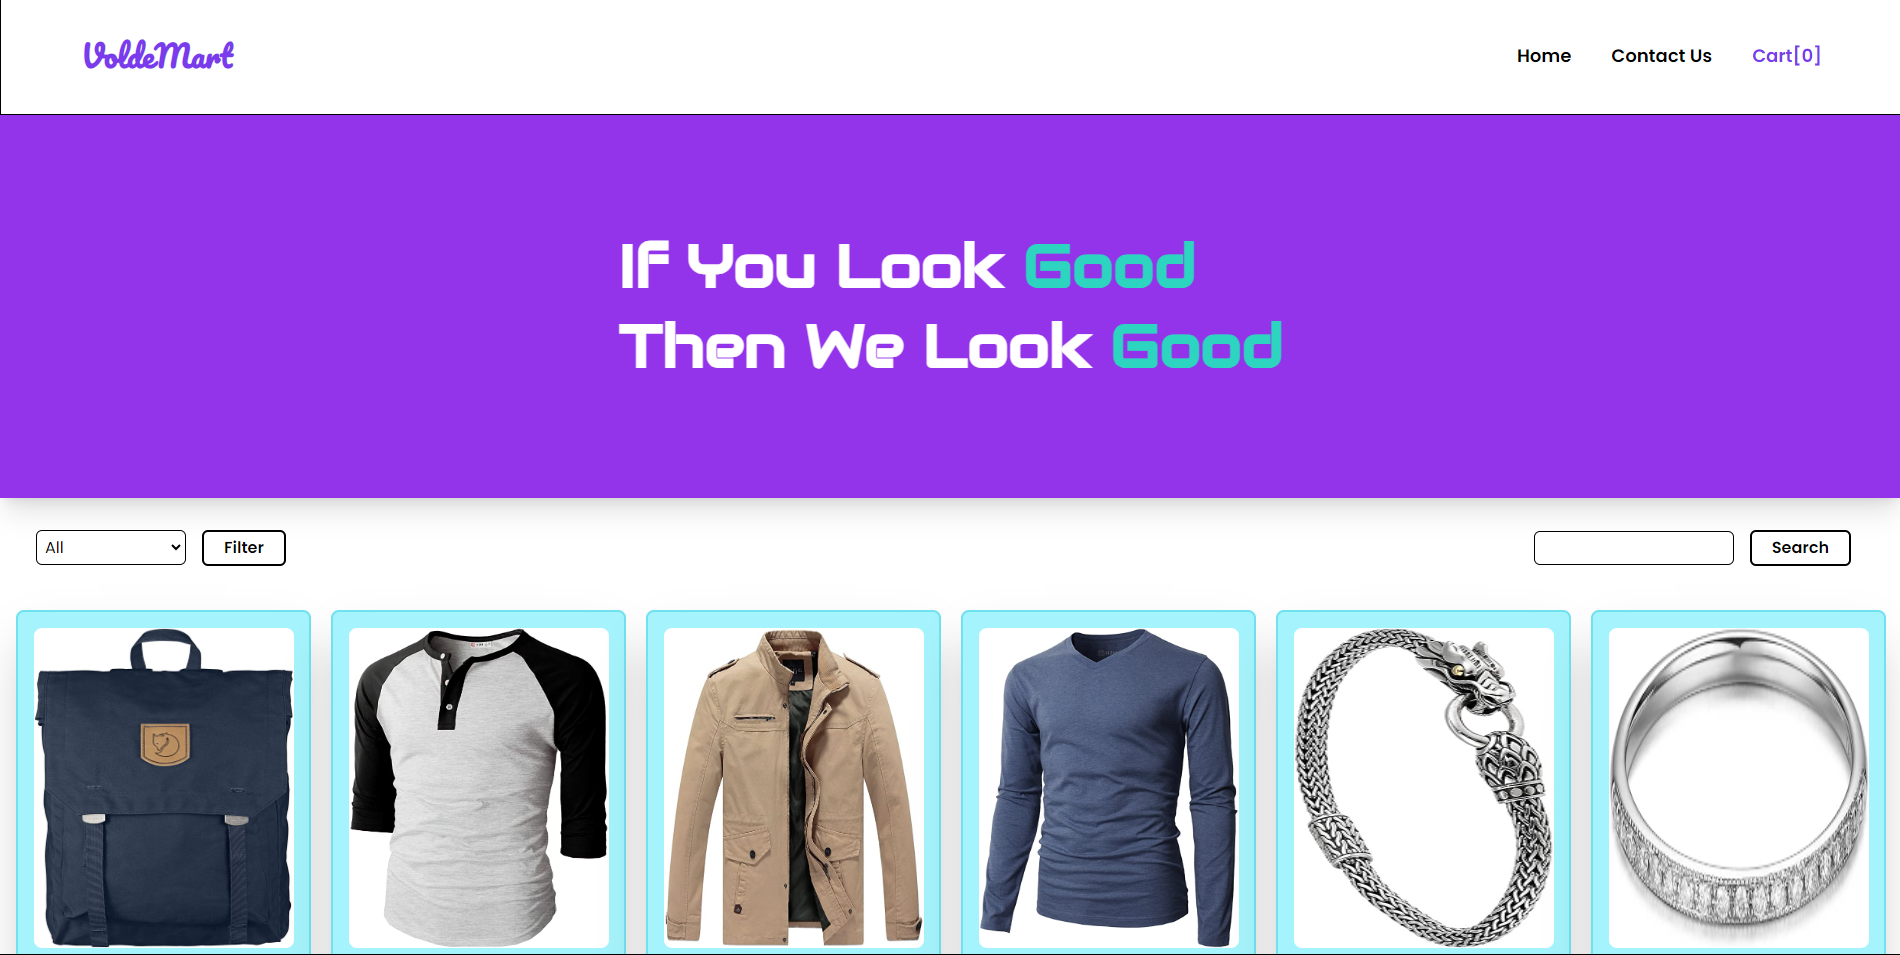 VoldeMart
Home Contact Us Cart[0]
If You Look Good
Then We Look Good
All Filter Search